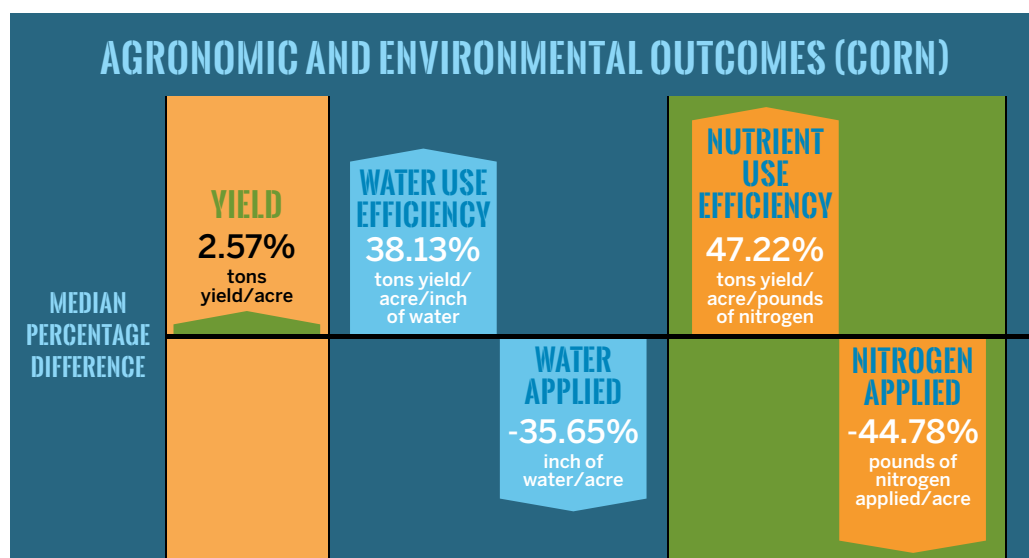 AGRONOMIC AND ENVIRONMENTAL OUTCOMES (CORN)
MEDIAN
PERCENTAGE
DIFFERENCE
YIELD
2.57%
tons
yield/acre
WATER USE
EFFICIENCY
38.13%
tons yield/
acre/inch
of water
WATER
APPLIED
-35.65%
inch of
water/acre
NUTRIENT
USE
EFFICIENCY
47.22%
tons yield/
acre/pounds
of nitrogen
NITROGEN
APPLIED
-44.78%
pounds of
nitrogen
applied/acre